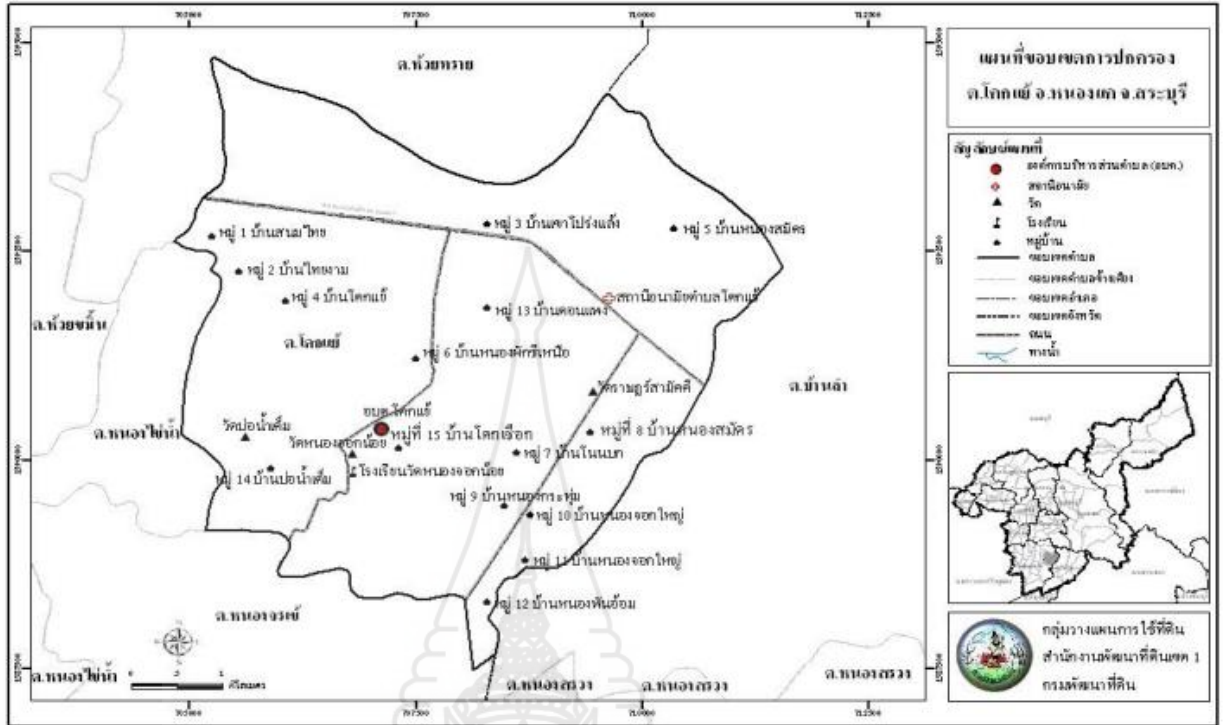 705000 707500 710000 712500
แผนที่ขอบเขตการปกครอง
ต.โคกแย้ อ.หนองแค จ.สระบุรี
สัญลักษณ์แผนที่
องค์การบริหารส่วนตำบล (อบต.)
สถานีอนามัย
วัด
โรงเรียน
หมู่บ้าน
ขอบเขตตำบล
ขอบเขตตำบลข้างเคียง
ขอบเขตอำเภอ
ขอบเขตจังหวัด
ถนน
ทางน้ำ
ต.ห้วยทราย
หมู่ 1 บ้านสนมไทย
หมู่ 3 บ้านเขาโปร่งแล้ง
หมู่ 5 บ้านหนองสมัคร
หมู่ 2 บ้านไทยงาม
หมู่ 4 บ้านโคกแย้
สถานีอนามัยตำบลโคกแย้
หมู่ 13 บ้านดอนแตง
ต.ห้วยขมิ้น
ต.โคกแย้
หมู่ 6 บ้านหนองผักชีเหนือ
ต.บ้านลำ
วัดราษฎร์สามัคคี
อบต.โคกแย้
หมู่ที่ 15 บ้านโคกเชือก
หมู่ที่ 8 บ้านหนองสมัคร
วัดบ่อน้ำเค็ม
ต.หนองไข่น้ำ
วัดหนองจอกน้อย
หมู่ 7 บ้านโนนบก
หมู่ 14 บ้านบ่อน้ำเค็ม
โรงเรียนวัดหนองจอกน้อย
หมู่ 9 บ้านหนองกระทุ่ม
หมู่ 10 บ้านหนองจอกใหญ่
หมู่ 11 บ้านหนองจอกใหญ่
หมู่ 12 บ้านหนองพันอ้อม
ต.หนองจรเข้
ต.หนองไข่น้ำ
กิโลเมตร
ต.หนองสรวง
ต.หนองสรวง
ต.หนองสรวง
กลุ่มวางแผนการใช้ที่ดิน
สำนักงานพัฒนาที่ดินเขต 1
กรมพัฒนาที่ดิน
705000 707500 710000 712500